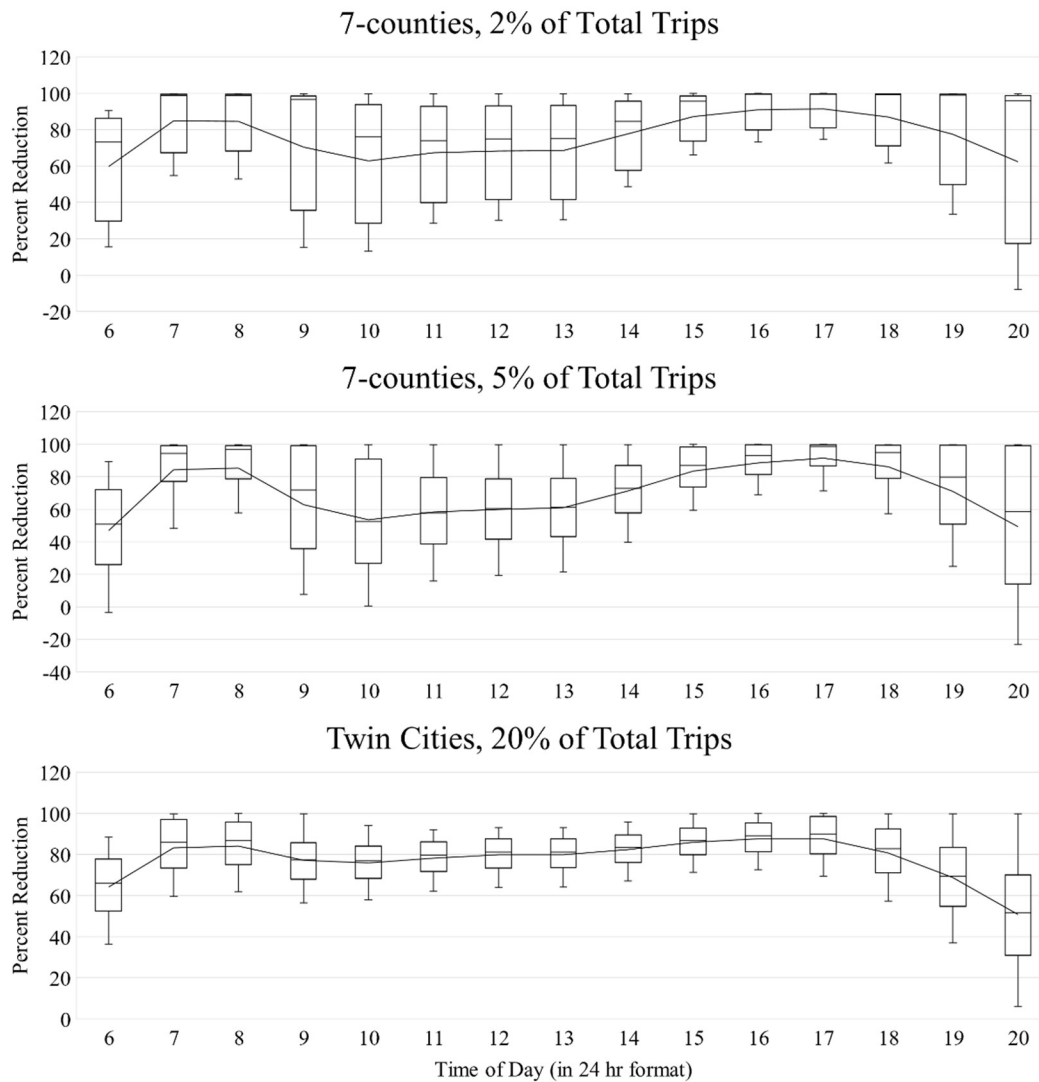 7-counties, 2% of Total Trips
120
100
80
60
40
20
0
-20
Percent Reduction
6 7 8 9 10 11 12 13 14 15 16 17 18 19 20
7-counties, 5% of Total Trips
120
100
80
60
40
20
0
-20
-40
Percent Reduction
6 7 8 9 10 11 12 13 14 15 16 17 18 19 20
Twin Cities, 20% of Total Trips
120
100
80
60
40
20
0
Percent Reduction
6 7 8 9 10 11 12 13 14 15 16 17 18 19 20
Time of Day (in 24 hr format)